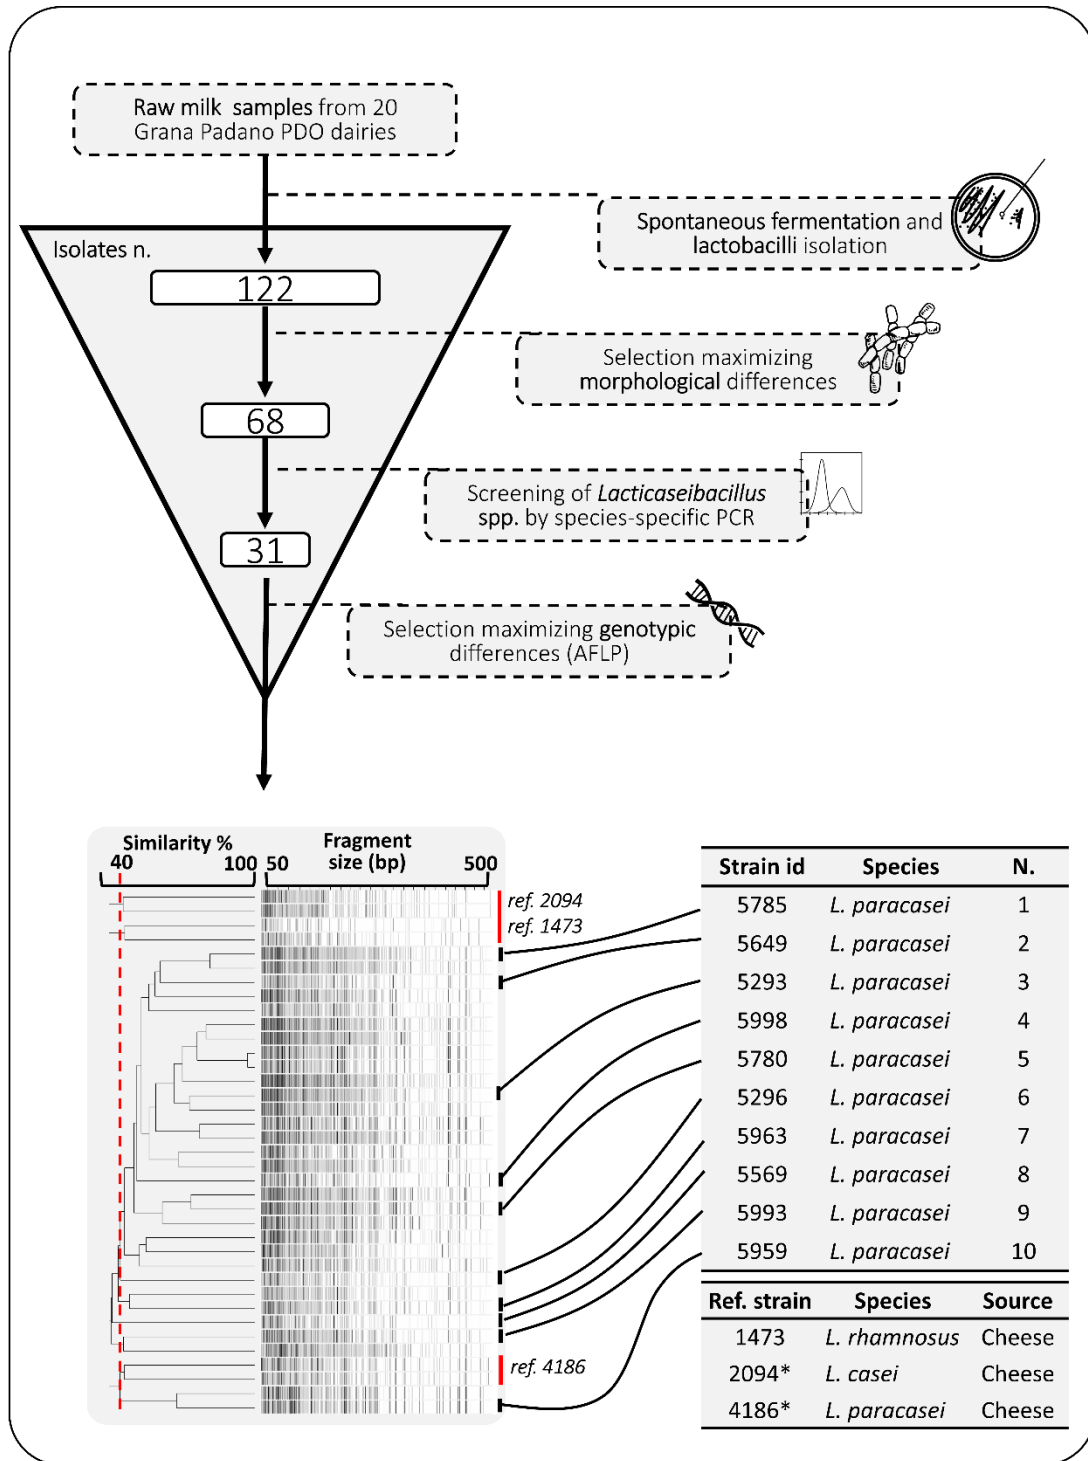 Raw milk samples from 20
Grana Padano PDO dairies
Spontaneous fermentation and
lactobacilli isolation
Isolates n.
122
Selection maximizing
morphological differences
68
Screening of Lacticaseibacillus
spp. by species-specific PCR
31
Selection maximizing genotypic
differences (AFLP)
Similarity %
40 100
Fragment
size (bp)
50 500
ref. 2094
ref. 1473
ref. 4186
Strain id Species N.
5785 L. paracasei 1
5649 L. paracasei 2
5293 L. paracasei 3
5998 L. paracasei 4
5780 L. paracasei 5
5296 L. paracasei 6
5963 L. paracasei 7
5569 L. paracasei 8
5993 L. paracasei 9
5959 L. paracasei 10
Ref. strain Species Source
1473 L. rhamnosus Cheese
2094* L. casei Cheese
4186* L. paracasei Cheese